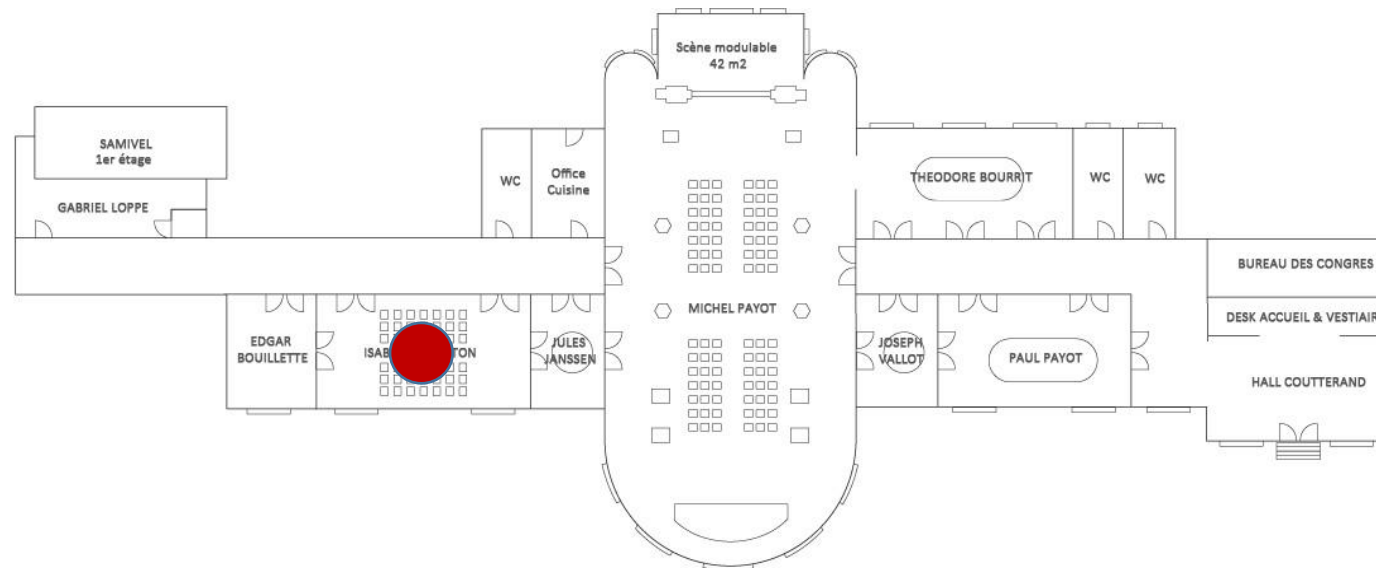 Scène modulable
42 m2
SAMIVEL
1er étage
GABRIEL LOPPE
WC
Office
Cuisine
THEODORE BOURRIT
WC
WC
BUREAU DES CONGRES
DESK ACCUEIL & VESTIAIR
HALL COUTTERAND
MICHEL PAYOT
EDGAR
BOUILLETTE
JULES
JANSSEN
JOSEPH
VALLOT
PAUL PAYOT